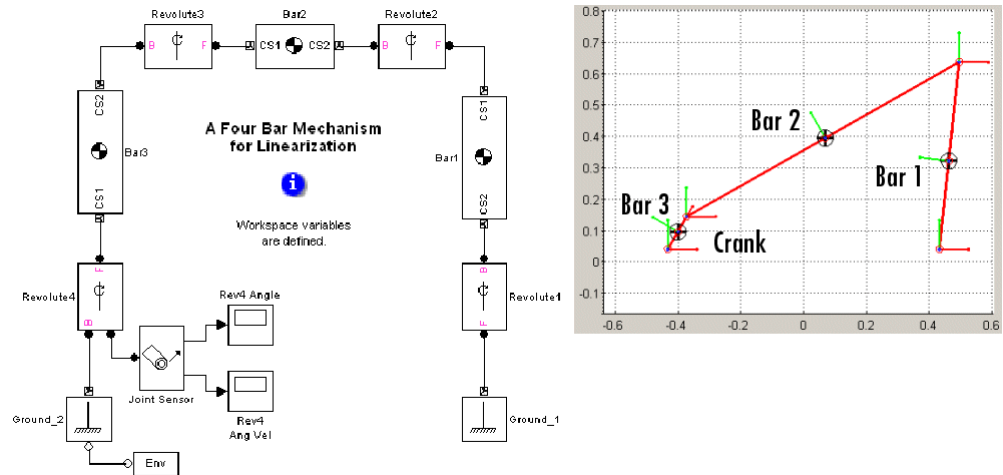 Revolute3
Bar2
Revolute2
B
F
CS1
CS2
B
F
CS2
CS1
Bar3
A Four Bar Mechanism
for Linearization
i
Workspace variables
are defined.
CS1
CS2
Bar1
F
B
Revolute4
Rev4 Angle
Joint Sensor
Rev4
Ang Vel
B
F
Revolute1
Ground_2
Env
Ground_1
0.8
0.7
0.6
0.5
0.4
0.3
0.2
0.1
0
-0.1
-0.6
-0.4
-0.2
0
0.2
0.4
0.6
Bar 2
Bar 1
Bar 3
Crank